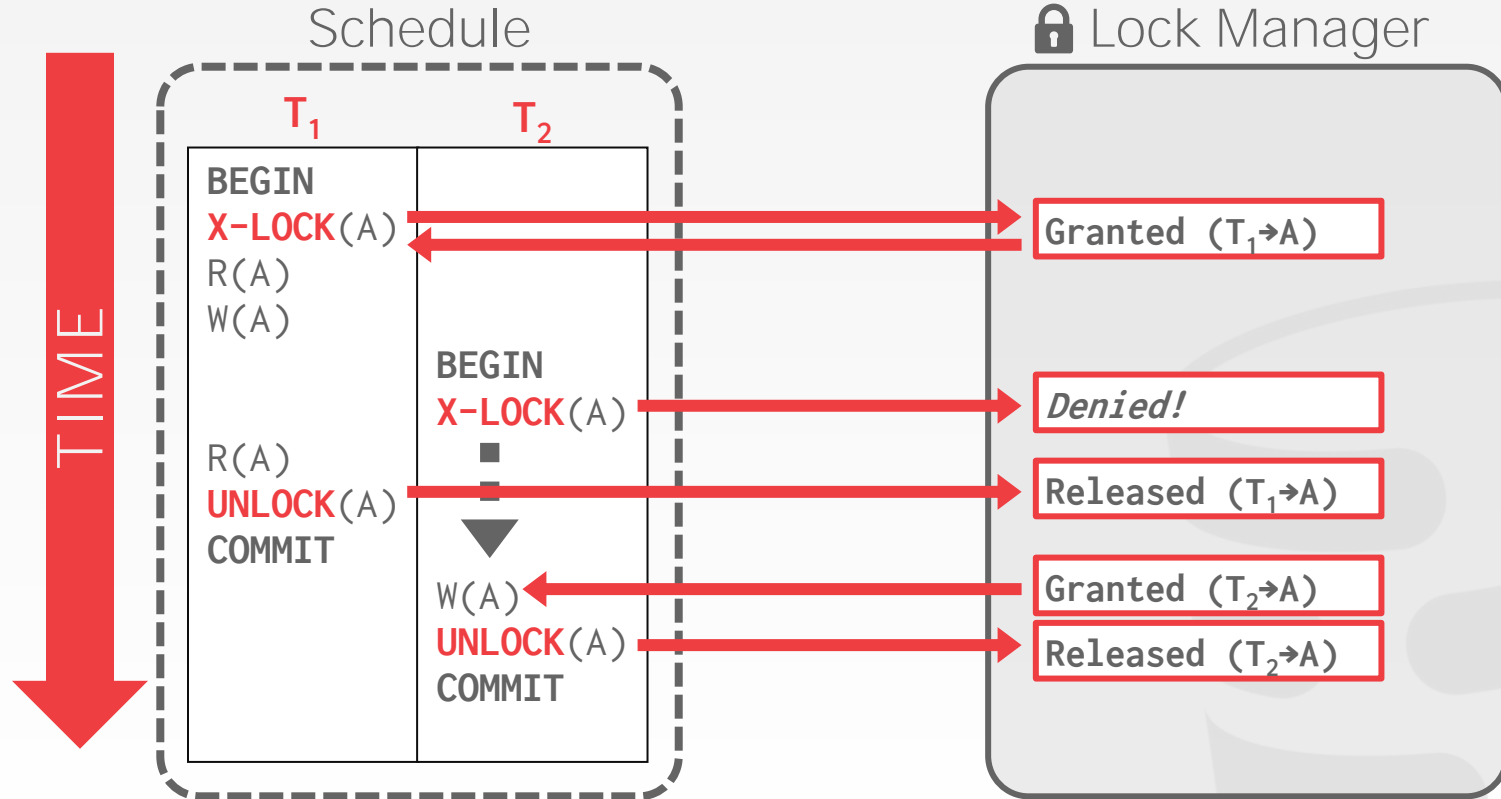 Schedule
Lock Manager
TIME
T₁
T₂
BEGIN
X-LOCK(A)
R(A)
W(A)
R(A)
UNLOCK(A)
COMMIT
BEGIN
X-LOCK(A)
W(A)
UNLOCK(A)
COMMIT
Granted (T₁→A)
Denied!
Released (T₁→A)
Granted (T₂→A)
Released (T₂→A)